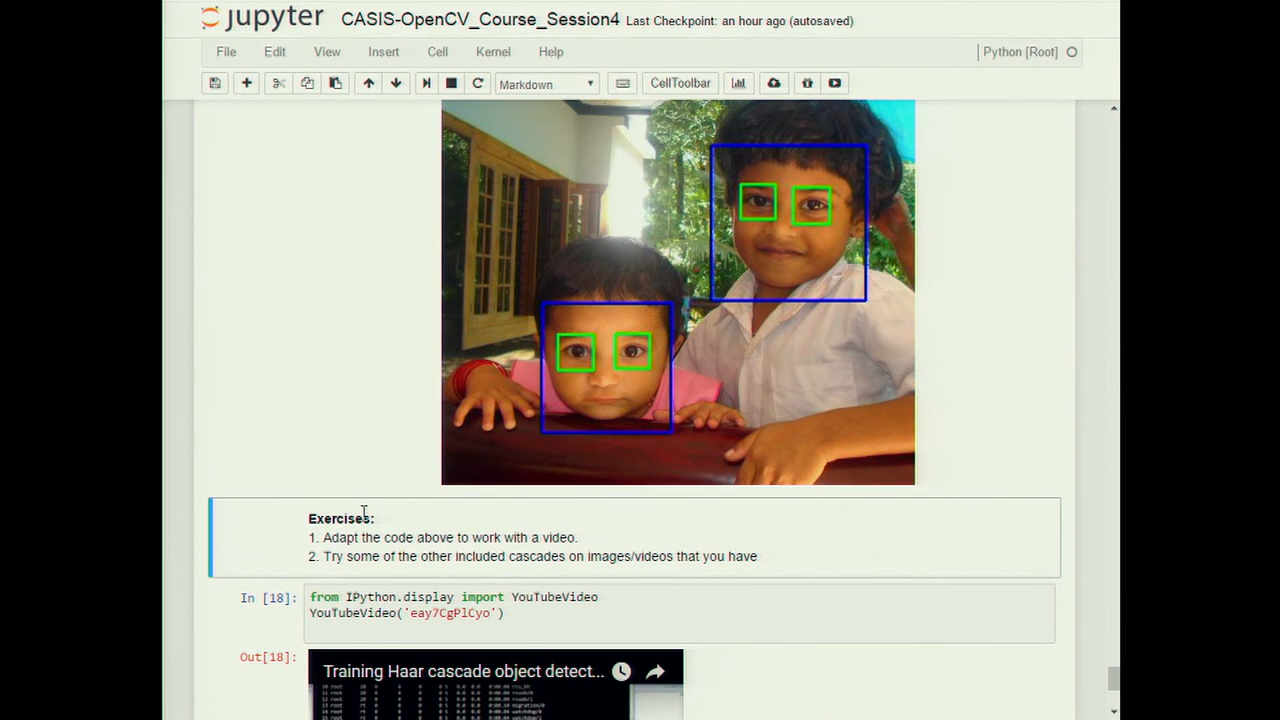 jupyter CASIS-OpenCV_Course_Session4 Last Checkpoint: an hour ago (autosaved)
File Edit View Insert Cell Kernel Help Python [Root]
Markdown CellToolbar
Exercises:
1. Adapt the code above to work with a video.
2. Try some of the other included cascades on images/videos that you have
In [18]: from IPython.display import YouTubeVideo
YouTubeVideo('eay7CgPlCyo')
Out[18]:
Training Haar cascade object detect...